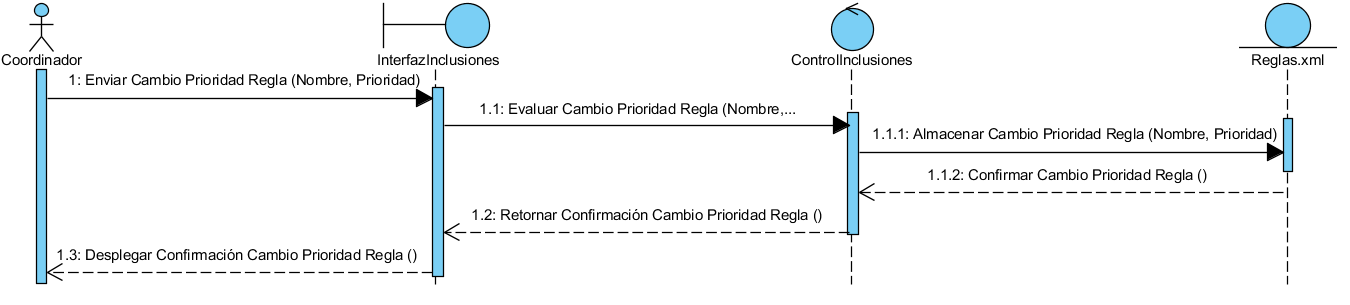 Coordinador
InterfazInclusiones
ControlInclusiones
Reglas.xml
1: Enviar Cambio Prioridad Regla (Nombre, Prioridad)
1.1: Evaluar Cambio Prioridad Regla (Nombre,...
1.1.1: Almacenar Cambio Prioridad Regla (Nombre, Prioridad)
1.1.2: Confirmar Cambio Prioridad Regla ()
1.2: Retornar Confirmación Cambio Prioridad Regla ()
1.3: Desplegar Confirmación Cambio Prioridad Regla ()